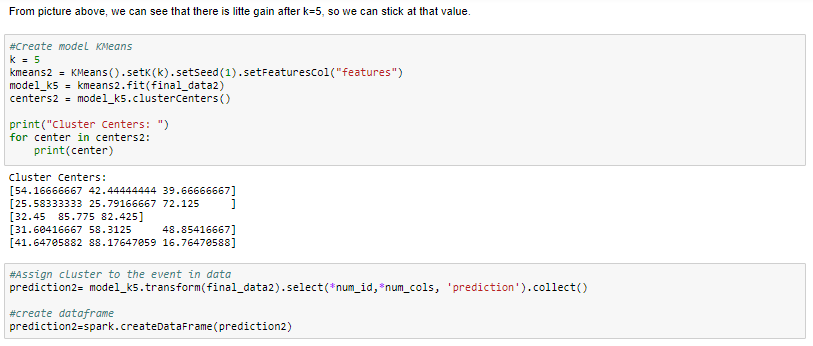 From picture above, we can see that there is litte gain after k=5, so we can stick at that value.
#Create model KMeans
k = 5
kmeans2 = KMeans().setK(k).setSeed(1).setFeaturesCol("features")
model_k5 = kmeans2.fit(final_data2)
centers2 = model_k5.clusterCenters()
print("Cluster Centers: ")
for center in centers2:
    print(center)
Cluster Centers:
[54.16666667 42.44444444 39.66666667]
[25.58333333 25.79166667 72.125     ]
[32.45  85.775 82.425]
[31.60416667 58.3125     48.85416667]
[41.64705882 88.17647059 16.76470588]
#Assign cluster to the event in data
prediction2= model_k5.transform(final_data2).select(*num_id,*num_cols, 'prediction').collect()
#create dataframe
prediction2=spark.createDataFrame(prediction2)